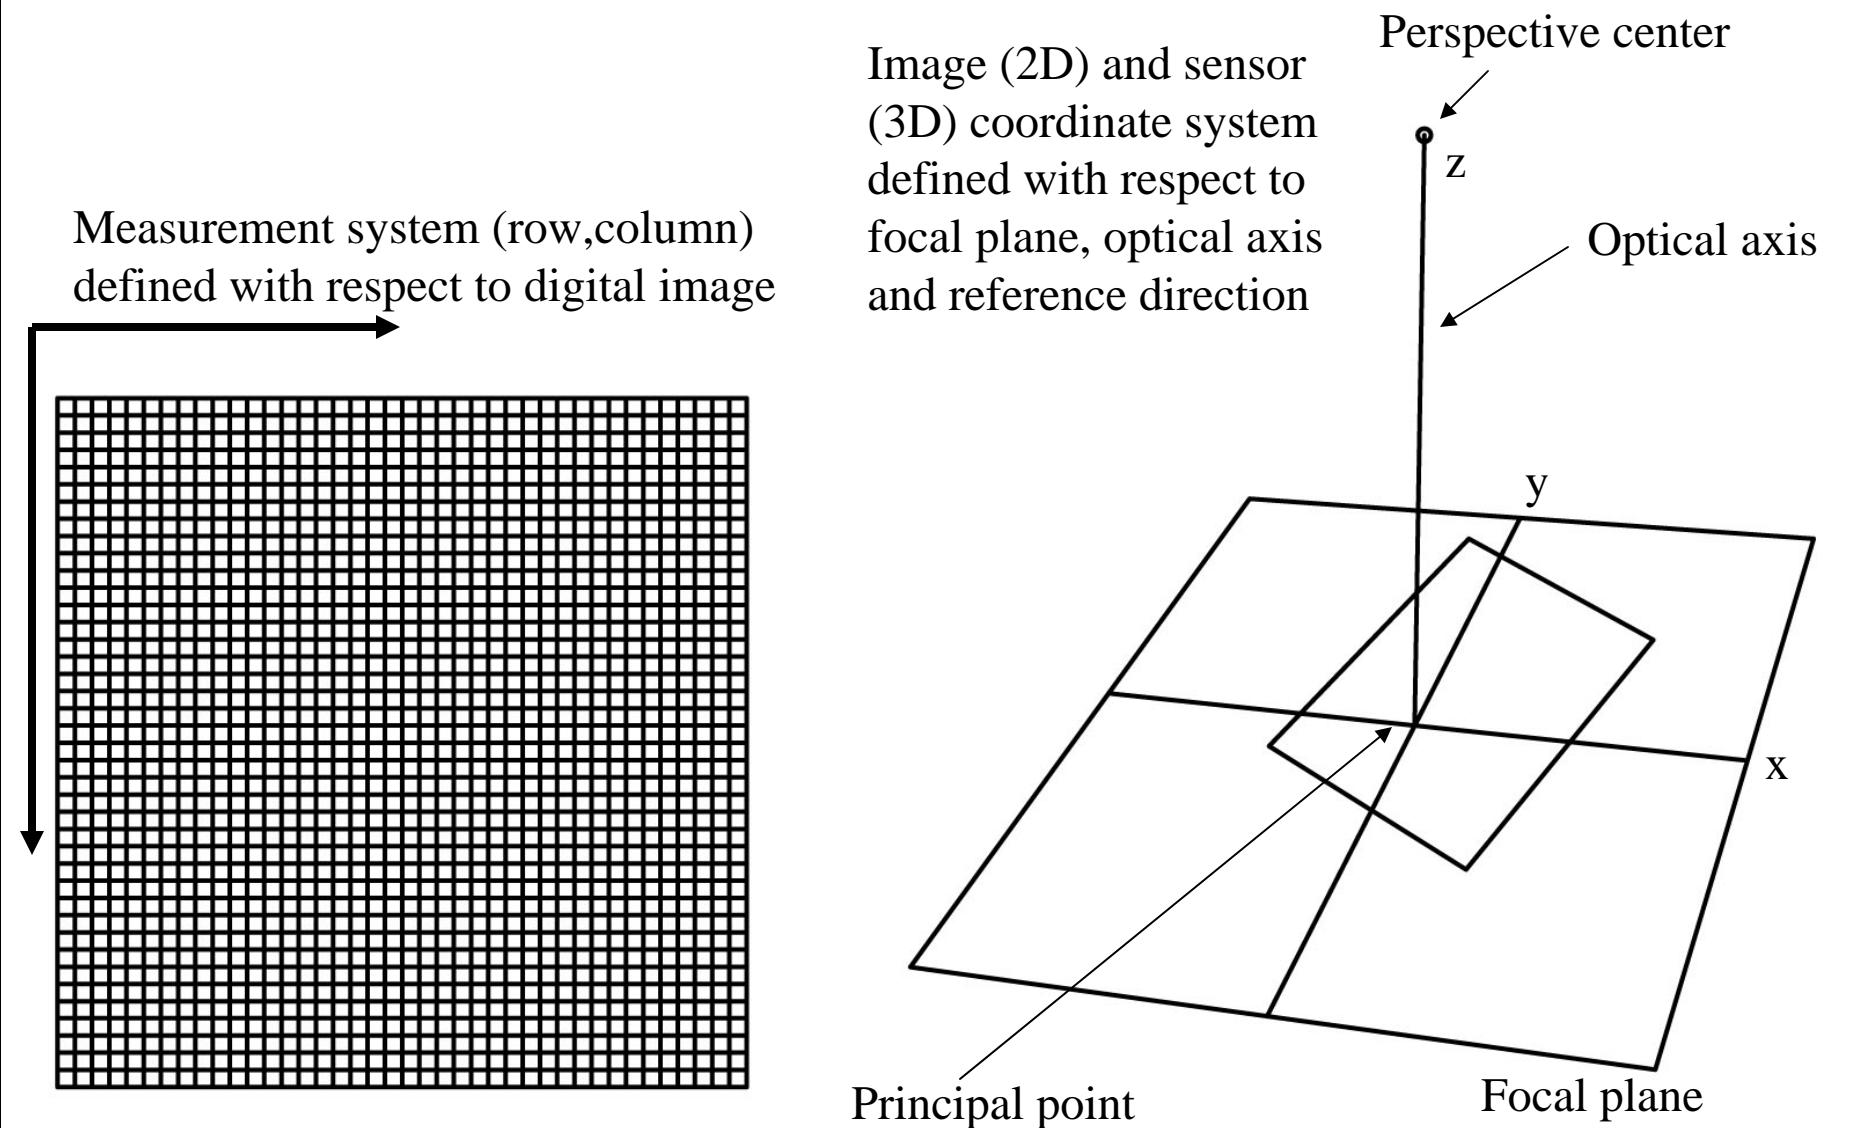 Measurement system (row,column)
defined with respect to digital image
Image (2D) and sensor
(3D) coordinate system
defined with respect to
focal plane, optical axis
and reference direction
Perspective center
z
Optical axis
y
x
Principal point
Focal plane